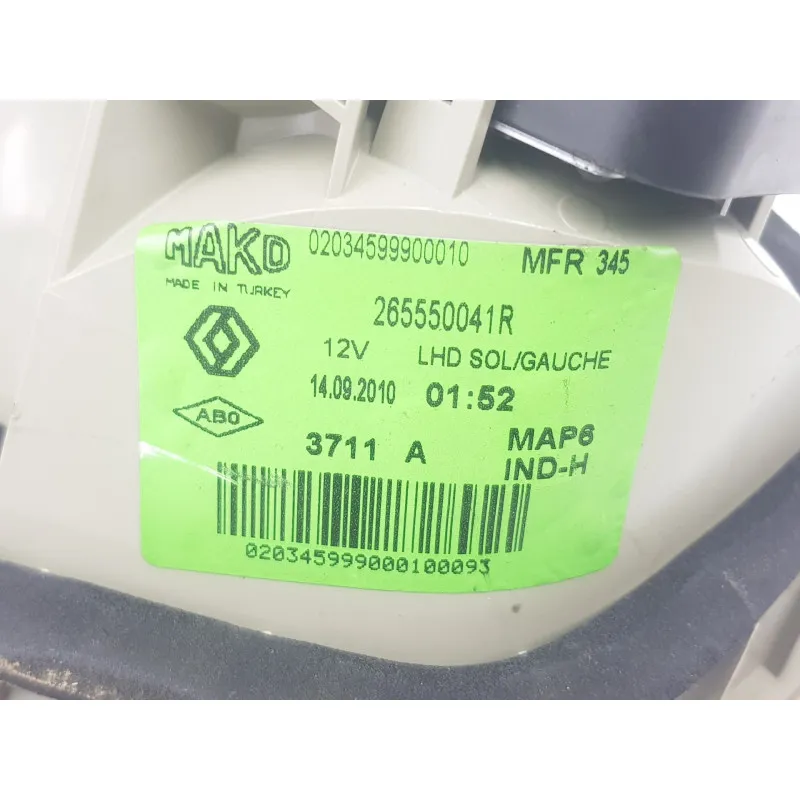 MAKO 02034599900010 MFR 345
MADE IN TURKEY
265550041R
12V LHD SOL/GAUCHE
14.09.2010 01:52
ABO
3711 A MAP6
IND-H
020345999000100093